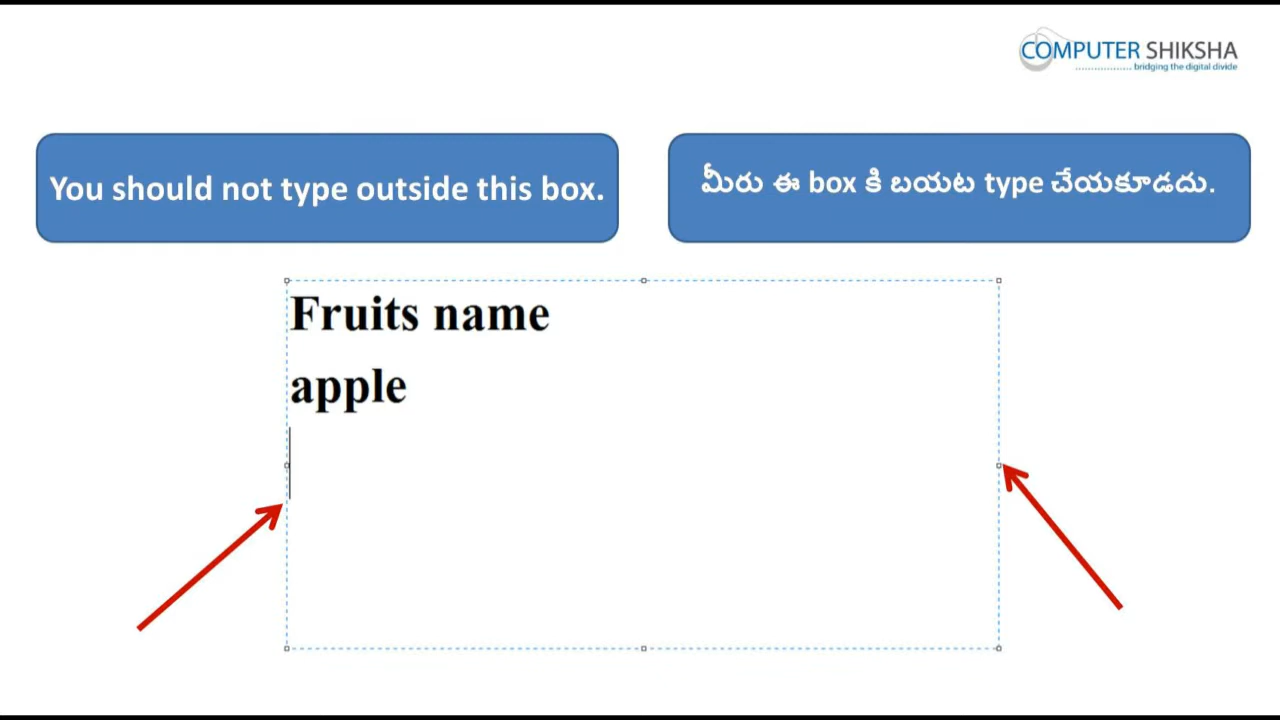 COMPUTER SHIKSHA
bridging the digital divide
You should not type outside this box.
మీరు ఈ box కి బయట type చేయకూడదు.
Fruits name
apple